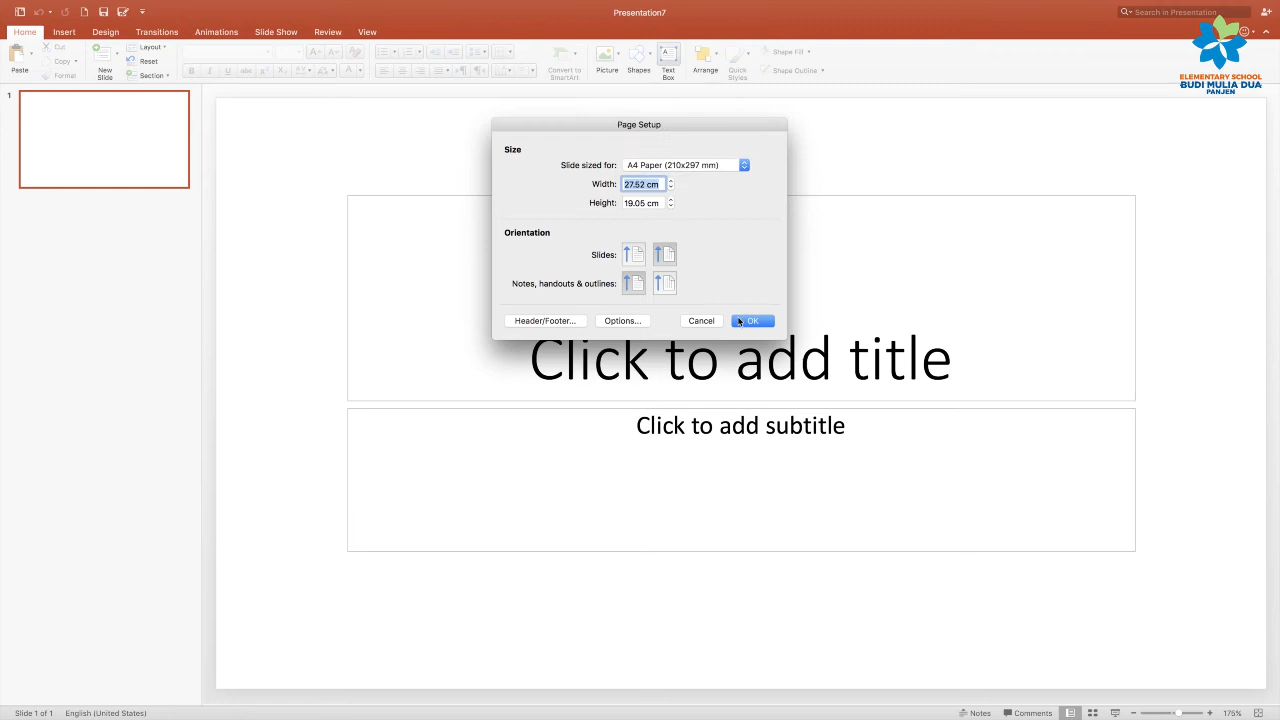 Presentation7
Search in Presentation
Home Insert Design Transitions Animations Slide Show Review View
Paste
Cut
Copy
Format
New Slide
Layout
Reset
Section
B I U abc
Convert to SmartArt
Picture
Shapes
Text Box
Arrange
Quick Styles
Shape Fill
Shape Outline
ELEMENTARY SCHOOL
BUDI MULIA DUA
PANJEN
1
Page Setup
Size
Slide sized for: A4 Paper (210x297 mm)
Width: 27.52 cm
Height: 19.05 cm
Orientation
Slides:
Notes, handouts & outlines:
Header/Footer... Options... Cancel OK
Click to add title
Click to add subtitle
Slide 1 of 1 English (United States) Notes Comments 175%